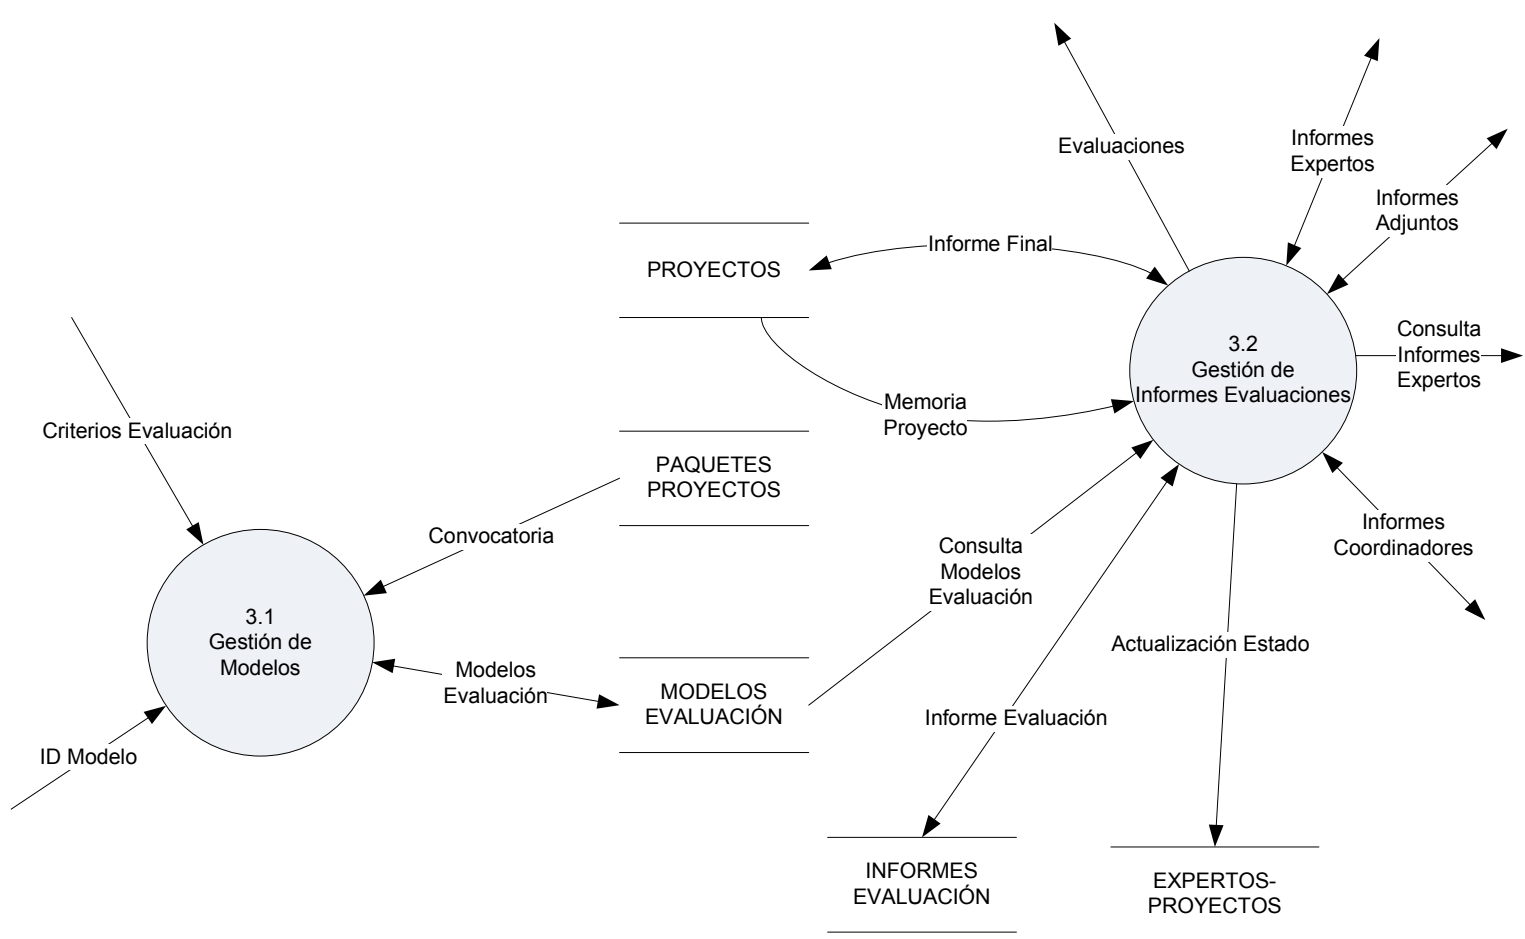 Evaluaciones
Informes
Expertos
Informes
Adjuntos
Informe Final
PROYECTOS
Consulta
Informes
Expertos
3.2
Gestión de
Informes Evaluaciones
Memoria
Proyecto
Criterios Evaluación
PAQUETES
PROYECTOS
Convocatoria
Informes
Coordinadores
Consulta
Modelos
Evaluación
3.1
Gestión de
Modelos
Actualización Estado
Modelos
Evaluación
MODELOS
EVALUACIÓN
Informe Evaluación
ID Modelo
INFORMES
EVALUACIÓN
EXPERTOS-
PROYECTOS